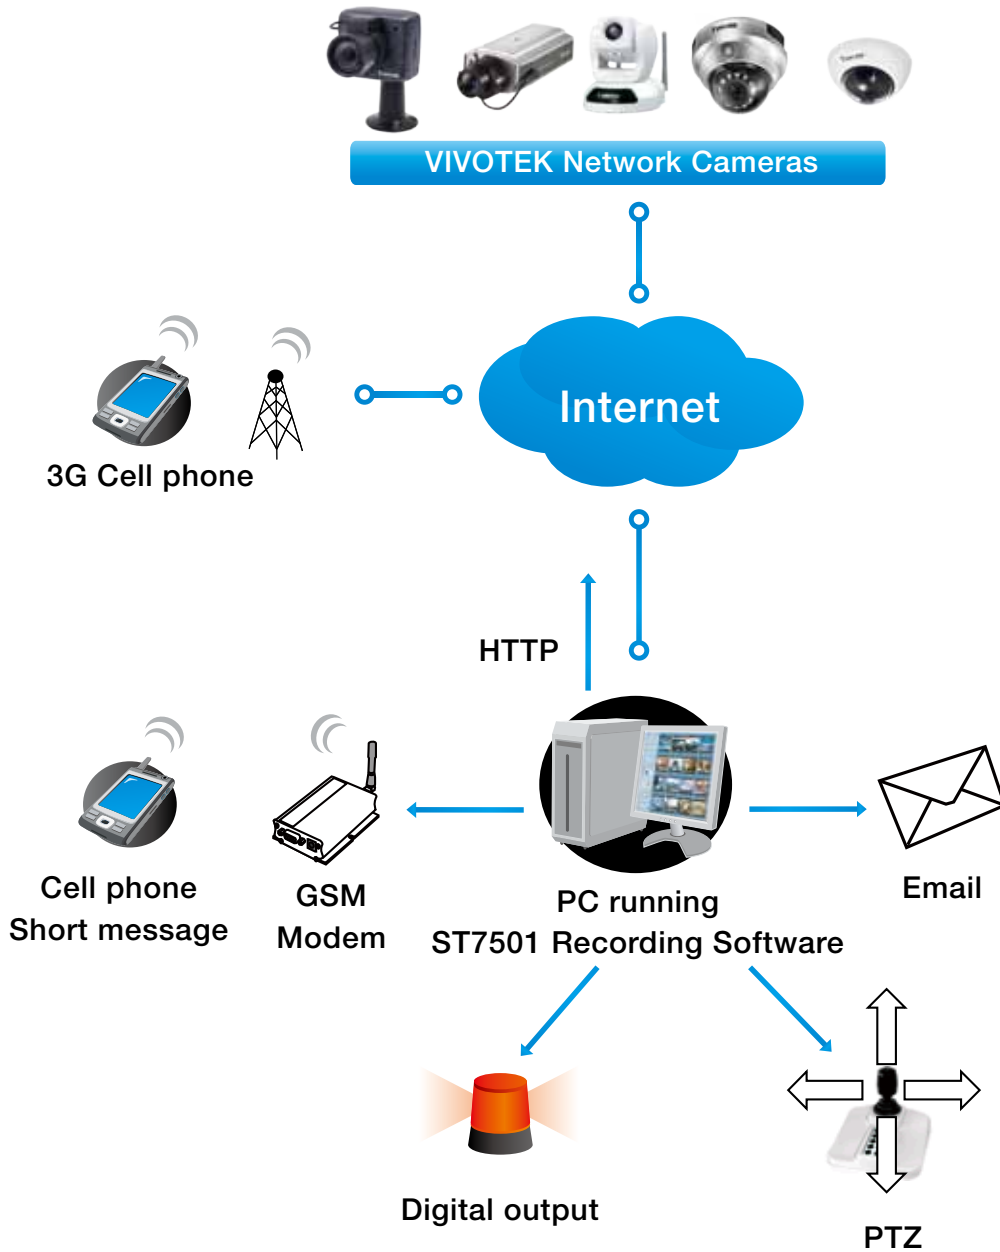 VIVOTEK Network Cameras
Internet
3G Cell phone
HTTP
Cell phone
Short message
GSM
Modem
PC running
ST7501 Recording Software
Email
Digital output
PTZ